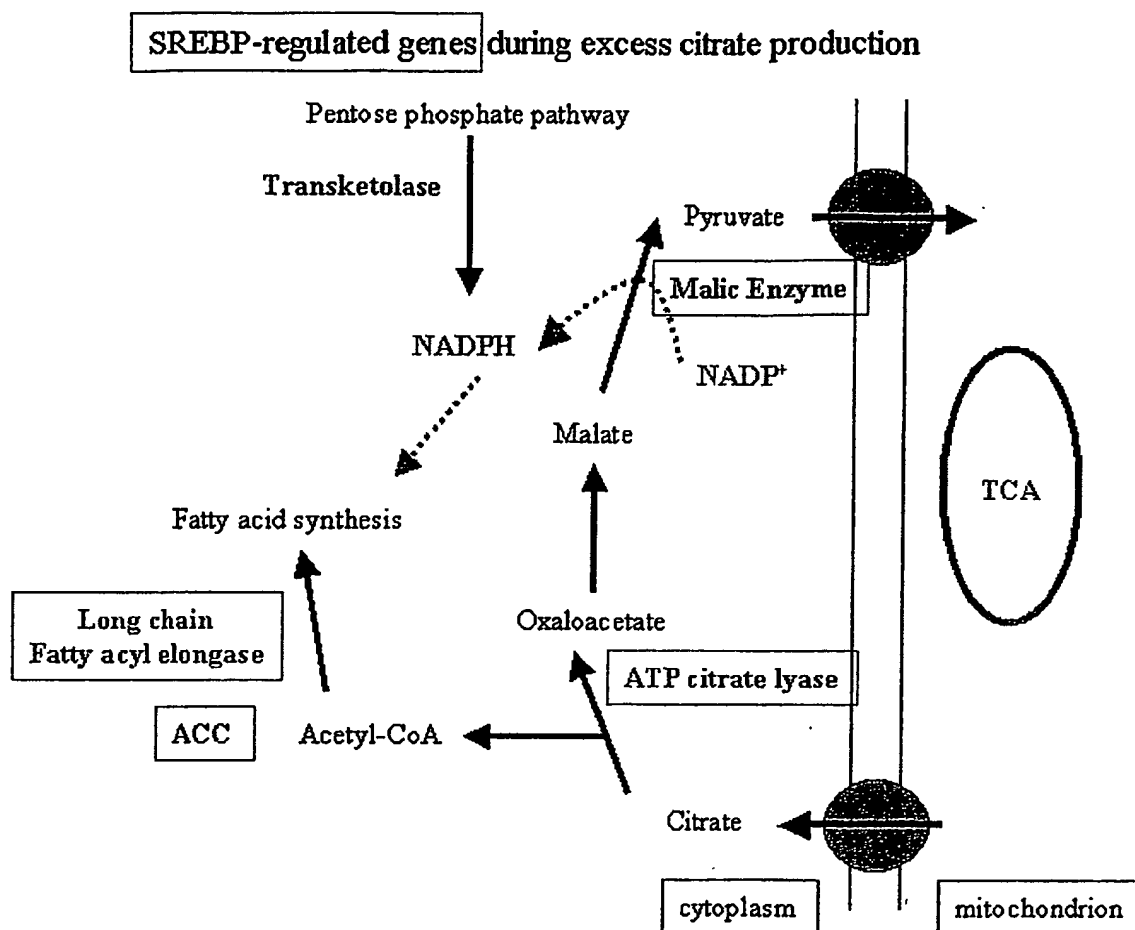 SREBP-regulated genes during excess citrate production
Pentose phosphate pathway
Transketolase
Pyruvate
Malic Enzyme
NADPH
NADP⁺
Malate
TCA
Fatty acid synthesis
Long chain
Fatty acyl elongase
Oxaloacetate
ATP citrate lyase
ACC
Acetyl-CoA
Citrate
cytoplasm
mitochondrion